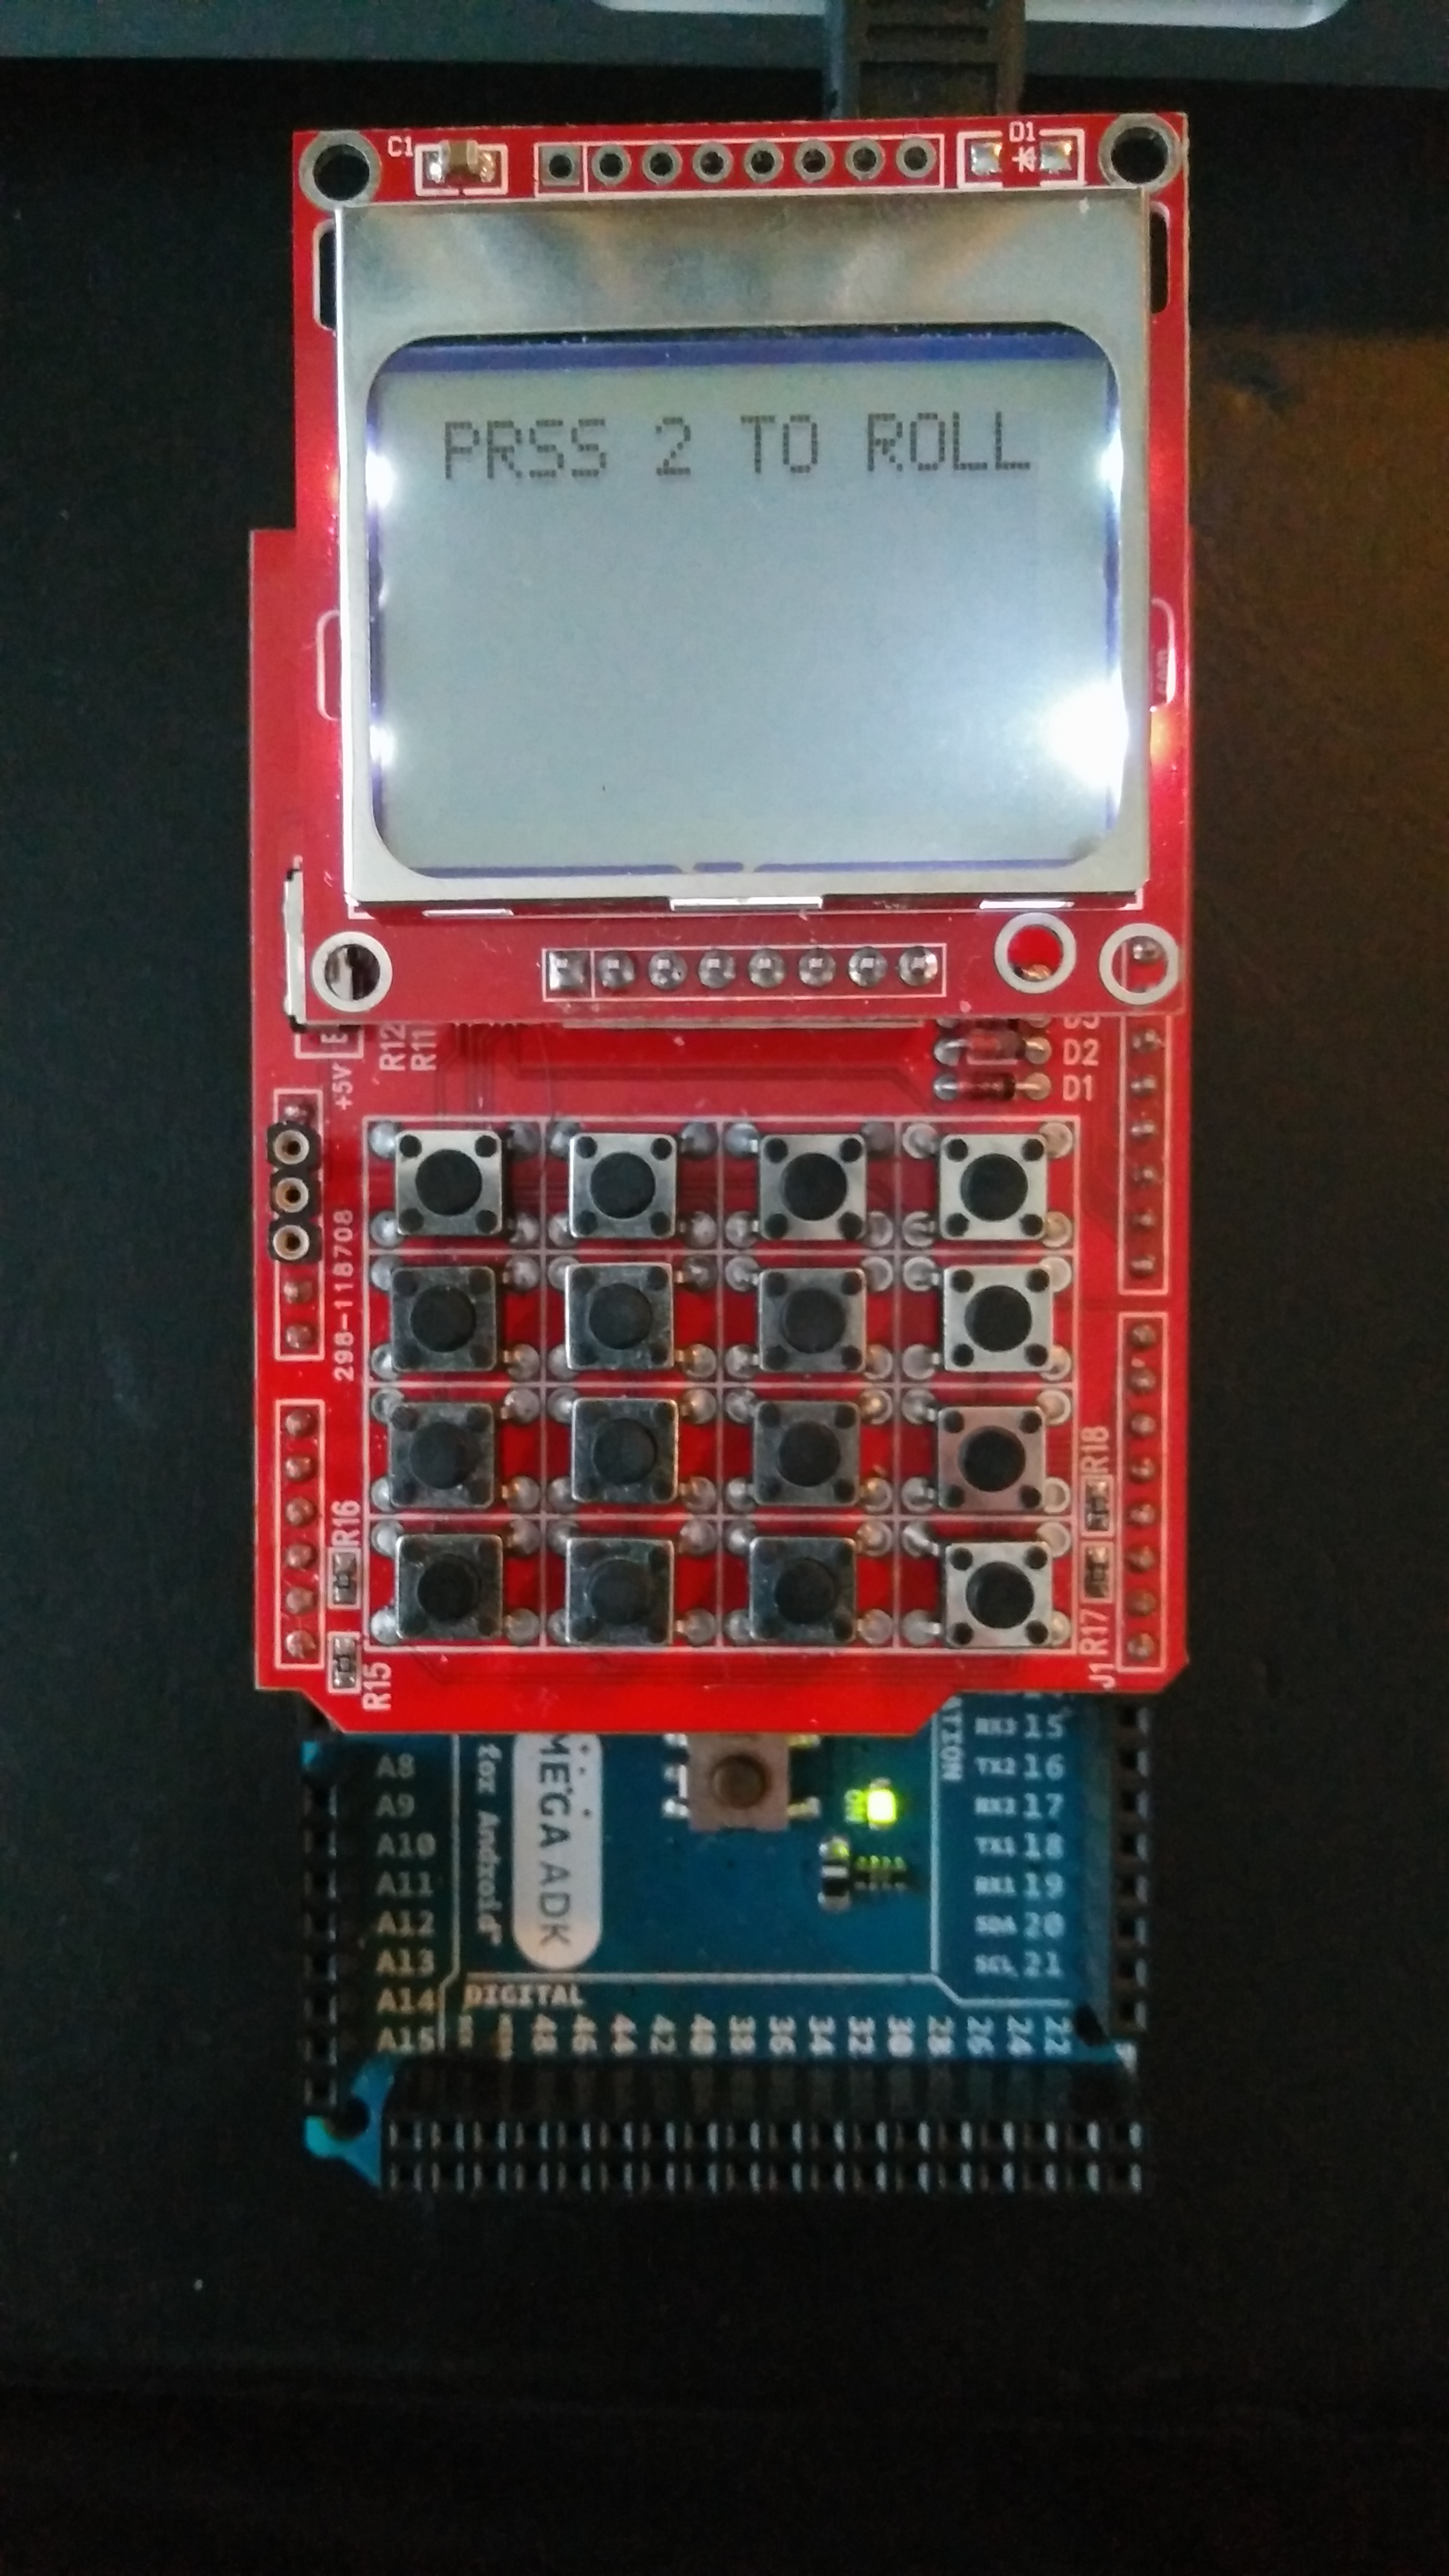 C1
D1
PRSS 2 TO ROLL
E
R12
R11
+5V
D2
D1
298-118708
R16
R15
R18
R17
J1
ATION
RX3 15
TX2 16
RX2 17
TX1 18
RX1 19
SDA 20
SCL 21
A8
A9
A10
A11
A12
A13
A14
A15
MEGA ADK
for Android
ON
DIGITAL
48 46 44 42 40 38 36 34 32 30 28 26 24 22